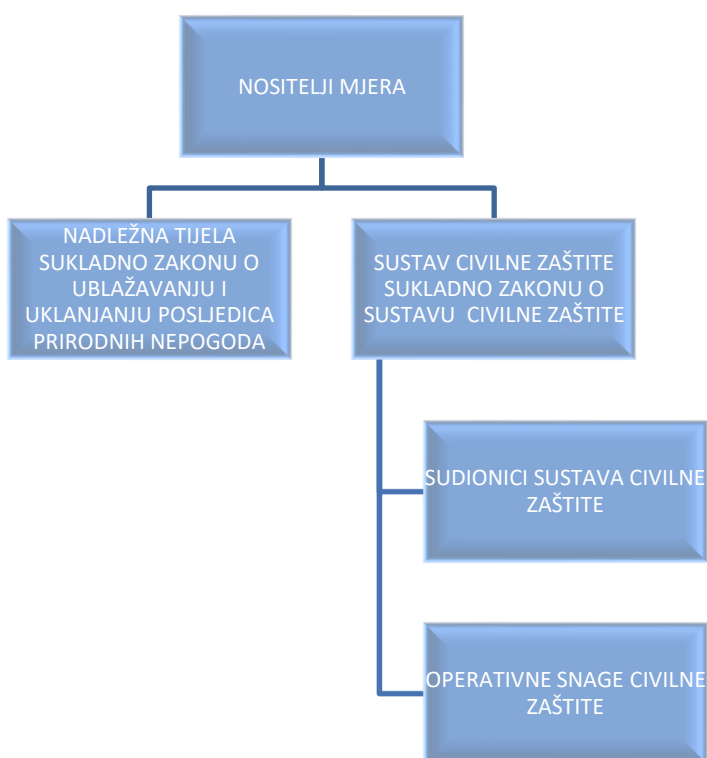 NOSITELJI MJERA
NADLEŽNA TIJELA
SUKLADNO ZAKONU O
UBLAŽAVANJU I
UKLANJANJU POSLJEDICA
PRIRODNIH NEPOGODA
SUSTAV CIVILNE ZAŠTITE
SUKLADNO ZAKONU O
SUSTAVU CIVILNE ZAŠTITE
SUDIONICI SUSTAVA CIVILNE
ZAŠTITE
OPERATIVNE SNAGE CIVILNE
ZAŠTITE